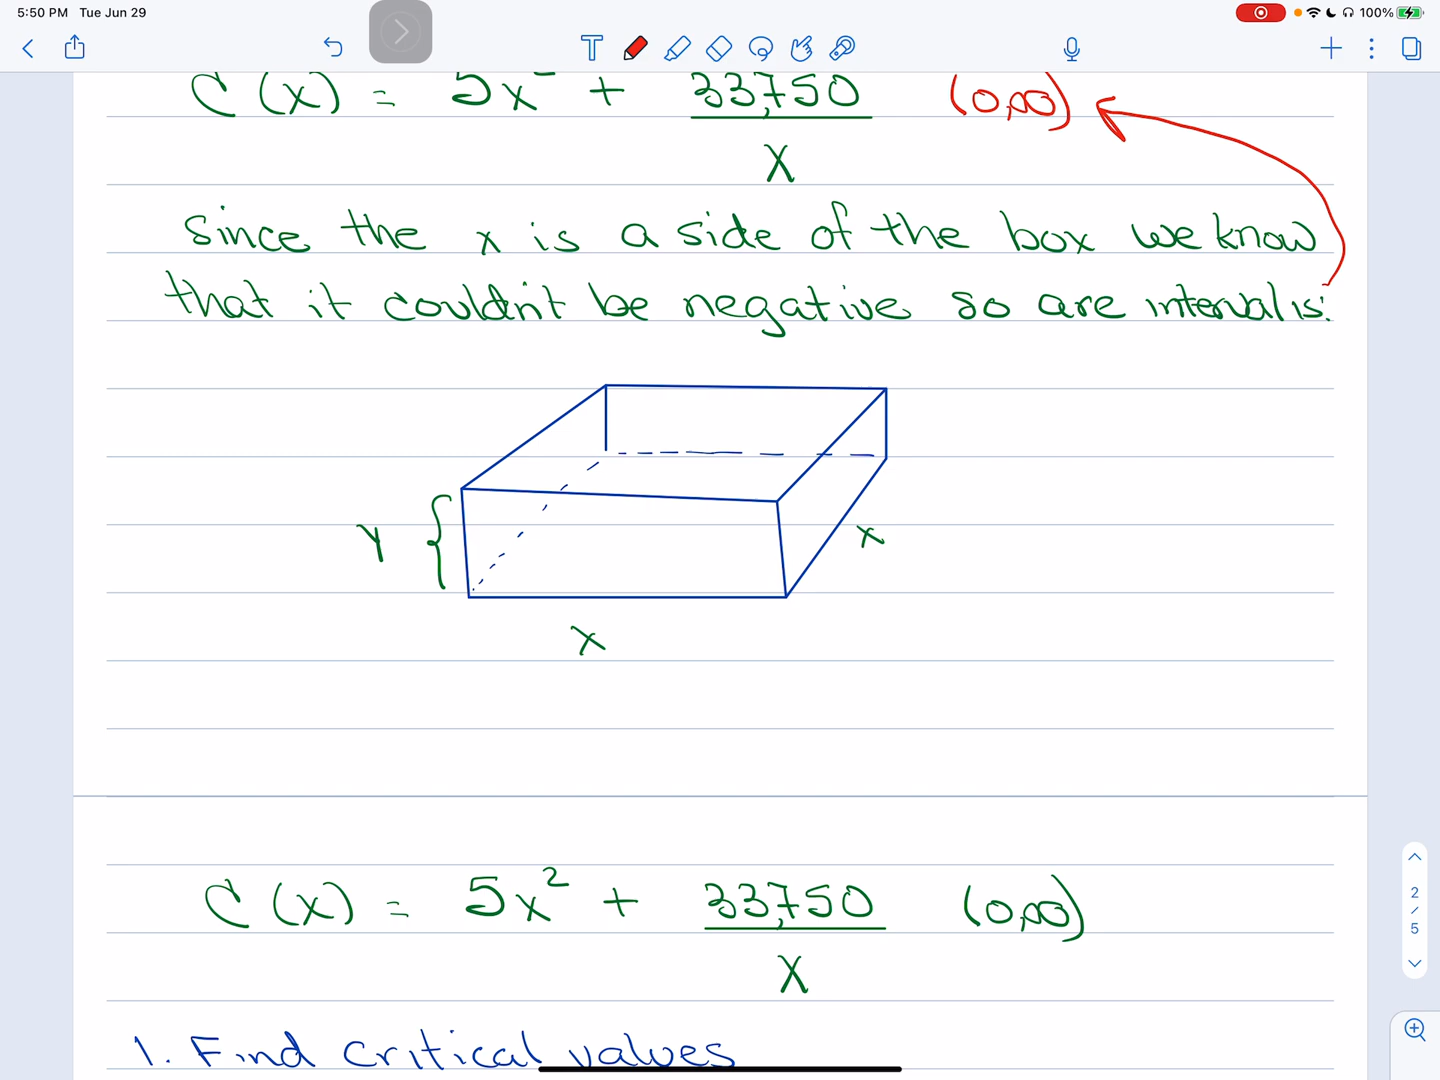 5:50 PM Tue Jun 29
100%
C(x) = 5x² + 33,750 (0,∞)
x
Since the x is a side of the box we know
that it couldn't be negative so are interval is:
y
x
x
C(x) = 5x² + 33,750 (0,∞)
x
2
/
5
1. Find critical values